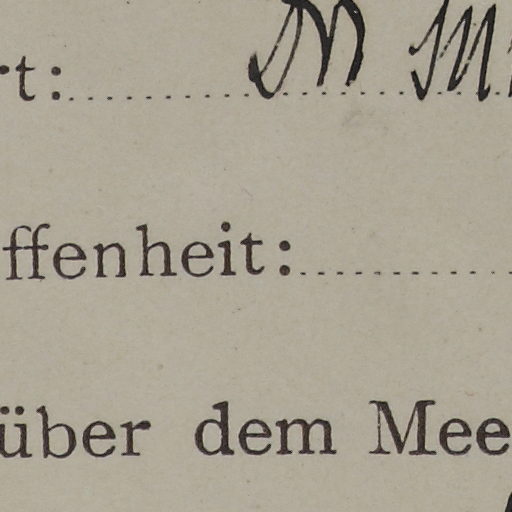 rt:
ffenheit:
über dem Mee